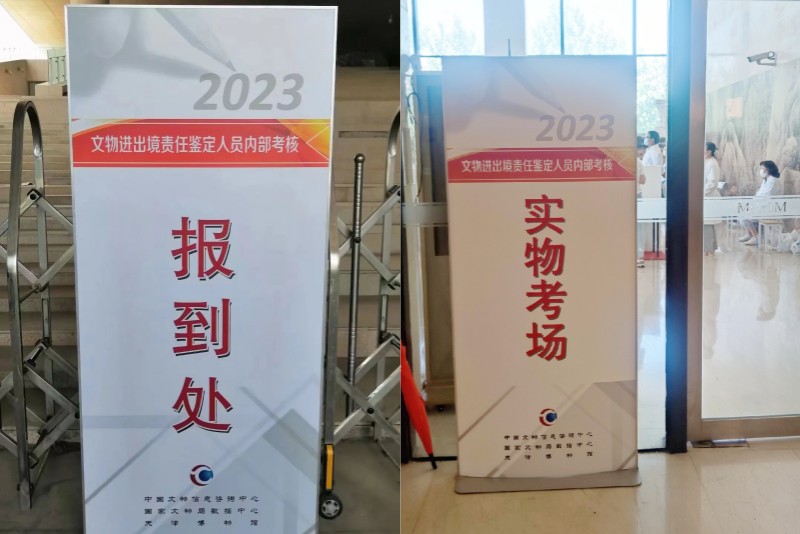 2023
文物进出境责任鉴定人员内部考核
报到处
中国文物信息咨询中心
国家文物局数据中心
天津博物馆
2023
文物进出境责任鉴定人员内部考核
实物考场
中国文物信息咨询中心
国家文物局数据中心
天津博物馆